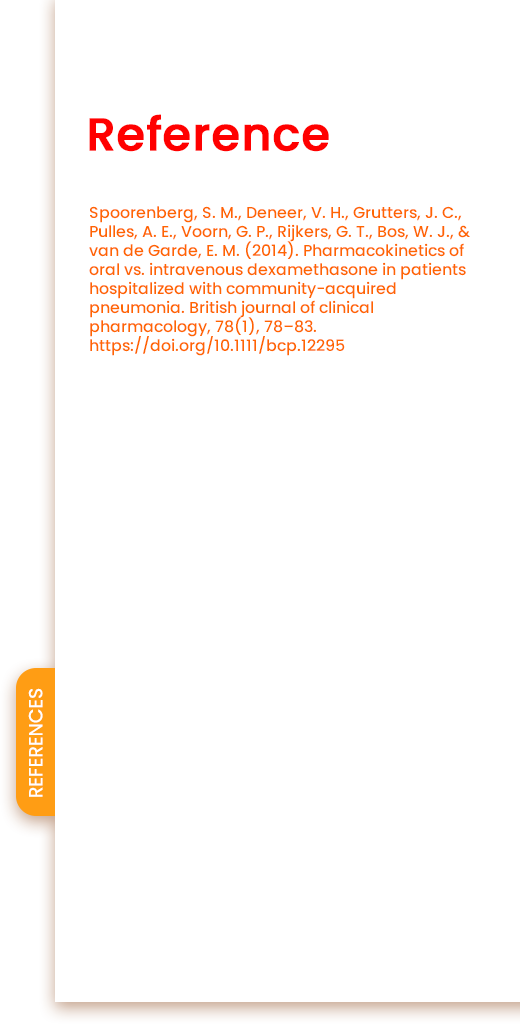 Reference
Spoorenberg, S. M., Deneer, V. H., Grutters, J. C.,
Pulles, A. E., Voorn, G. P., Rijkers, G. T., Bos, W. J., &
van de Garde, E. M. (2014). Pharmacokinetics of
oral vs. intravenous dexamethasone in patients
hospitalized with community-acquired
pneumonia. British journal of clinical
pharmacology, 78(1), 78–83.
https://doi.org/10.1111/bcp.12295
REFERENCES